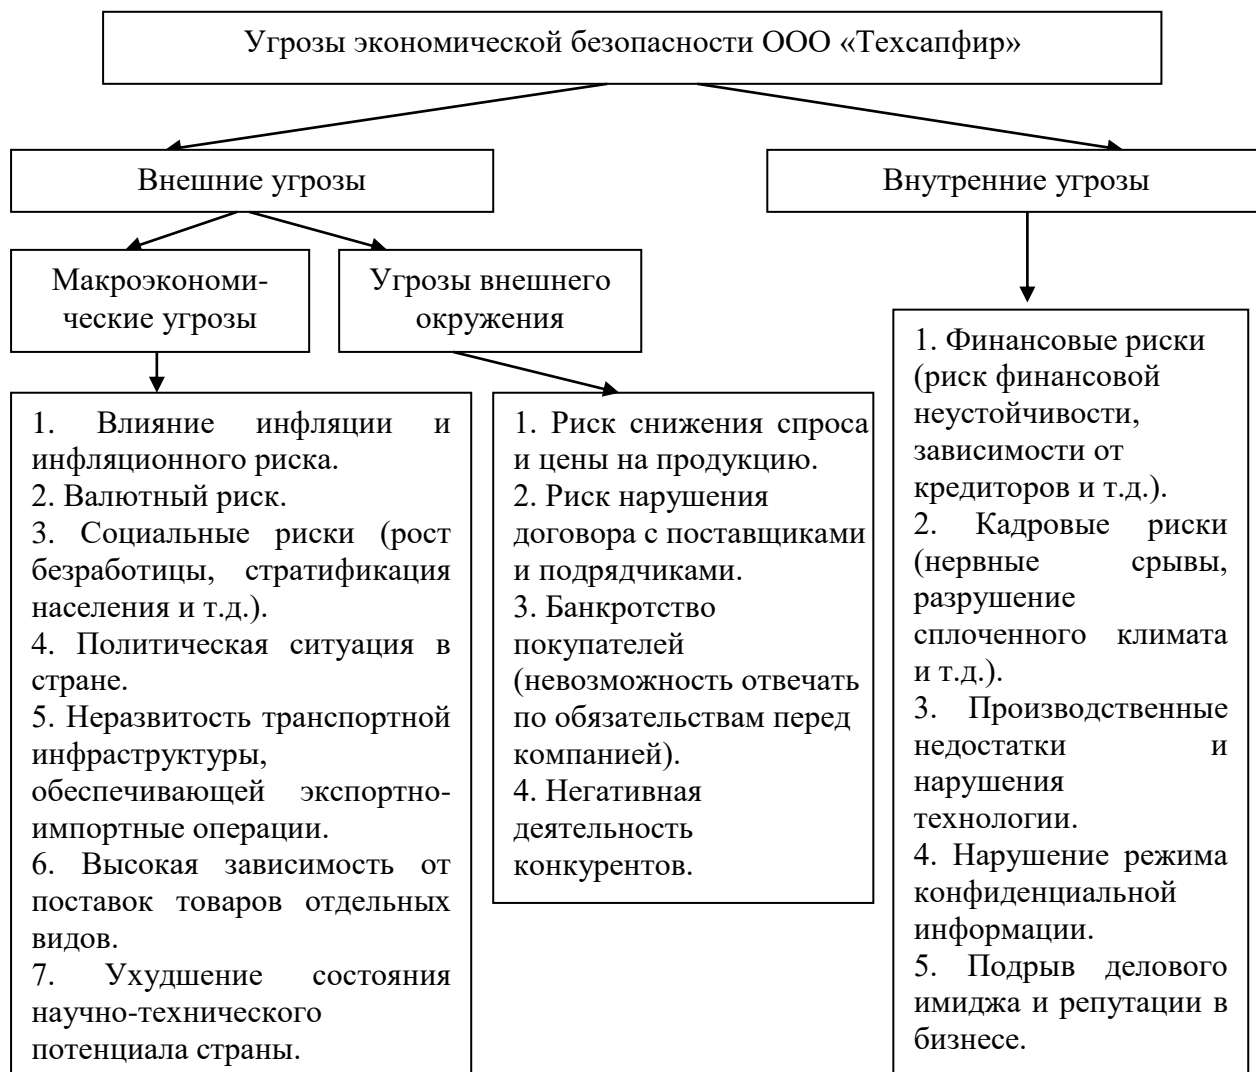 Угрозы экономической безопасности ООО «Техсапфир»
Внешние угрозы
Внутренние угрозы
Макроэкономи-
ческие угрозы
Угрозы внешнего
окружения
1. Влияние инфляции и
инфляционного риска.
2. Валютный риск.
3. Социальные риски (рост
безработицы, стратификация
населения и т.д.).
4. Политическая ситуация в
стране.
5. Неразвитость транспортной
инфраструктуры,
обеспечивающей экспортно-
импортные операции.
6. Высокая зависимость от
поставок товаров отдельных
видов.
7. Ухудшение состояния
научно-технического
потенциала страны.
1. Риск снижения спроса
и цены на продукцию.
2. Риск нарушения
договора с поставщиками
и подрядчиками.
3. Банкротство
покупателей
(невозможность отвечать
по обязательствам перед
компанией).
4. Негативная
деятельность
конкурентов.
1. Финансовые риски
(риск финансовой
неустойчивости,
зависимости от
кредиторов и т.д.).
2. Кадровые риски
(нервные срывы,
разрушение
сплоченного климата
и т.д.).
3. Производственные
недостатки и
нарушения
технологии.
4. Нарушение режима
конфиденциальной
информации.
5. Подрыв делового
имиджа и репутации в
бизнесе.